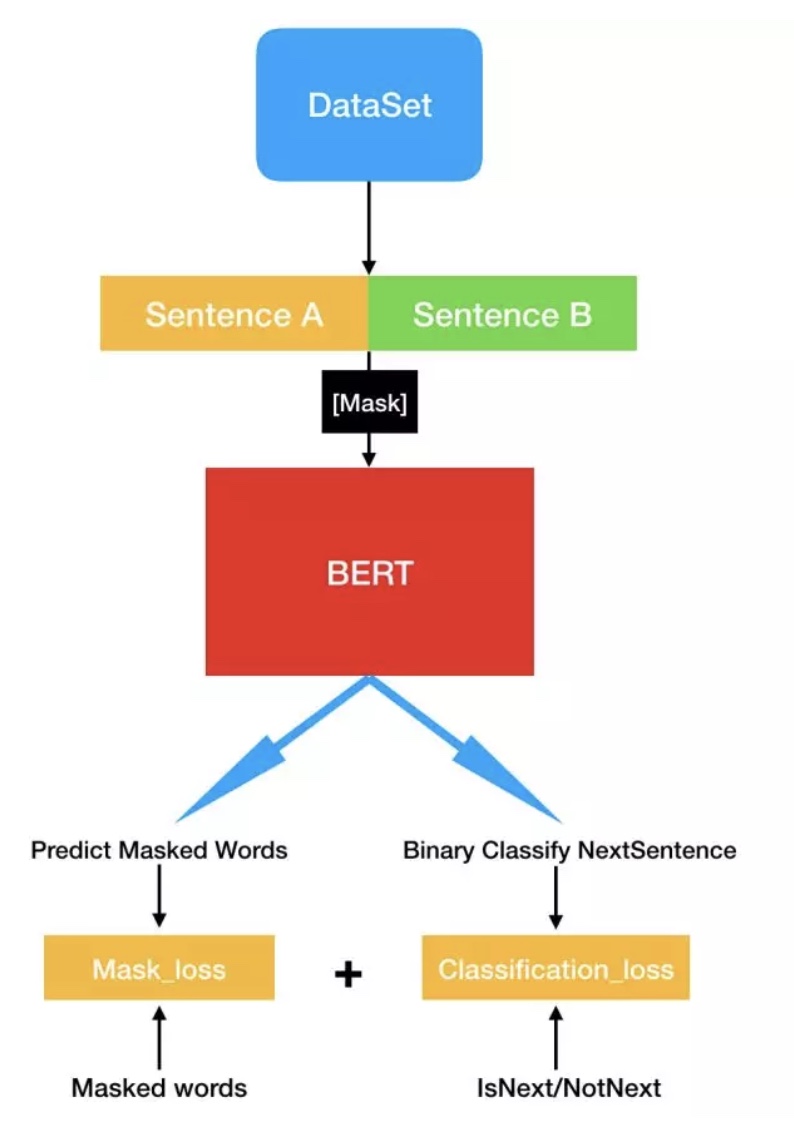 DataSet
Sentence A
Sentence B
[Mask]
BERT
Predict Masked Words
Binary Classify NextSentence
Mask_loss
+
Classification_loss
Masked words
IsNext/NotNext